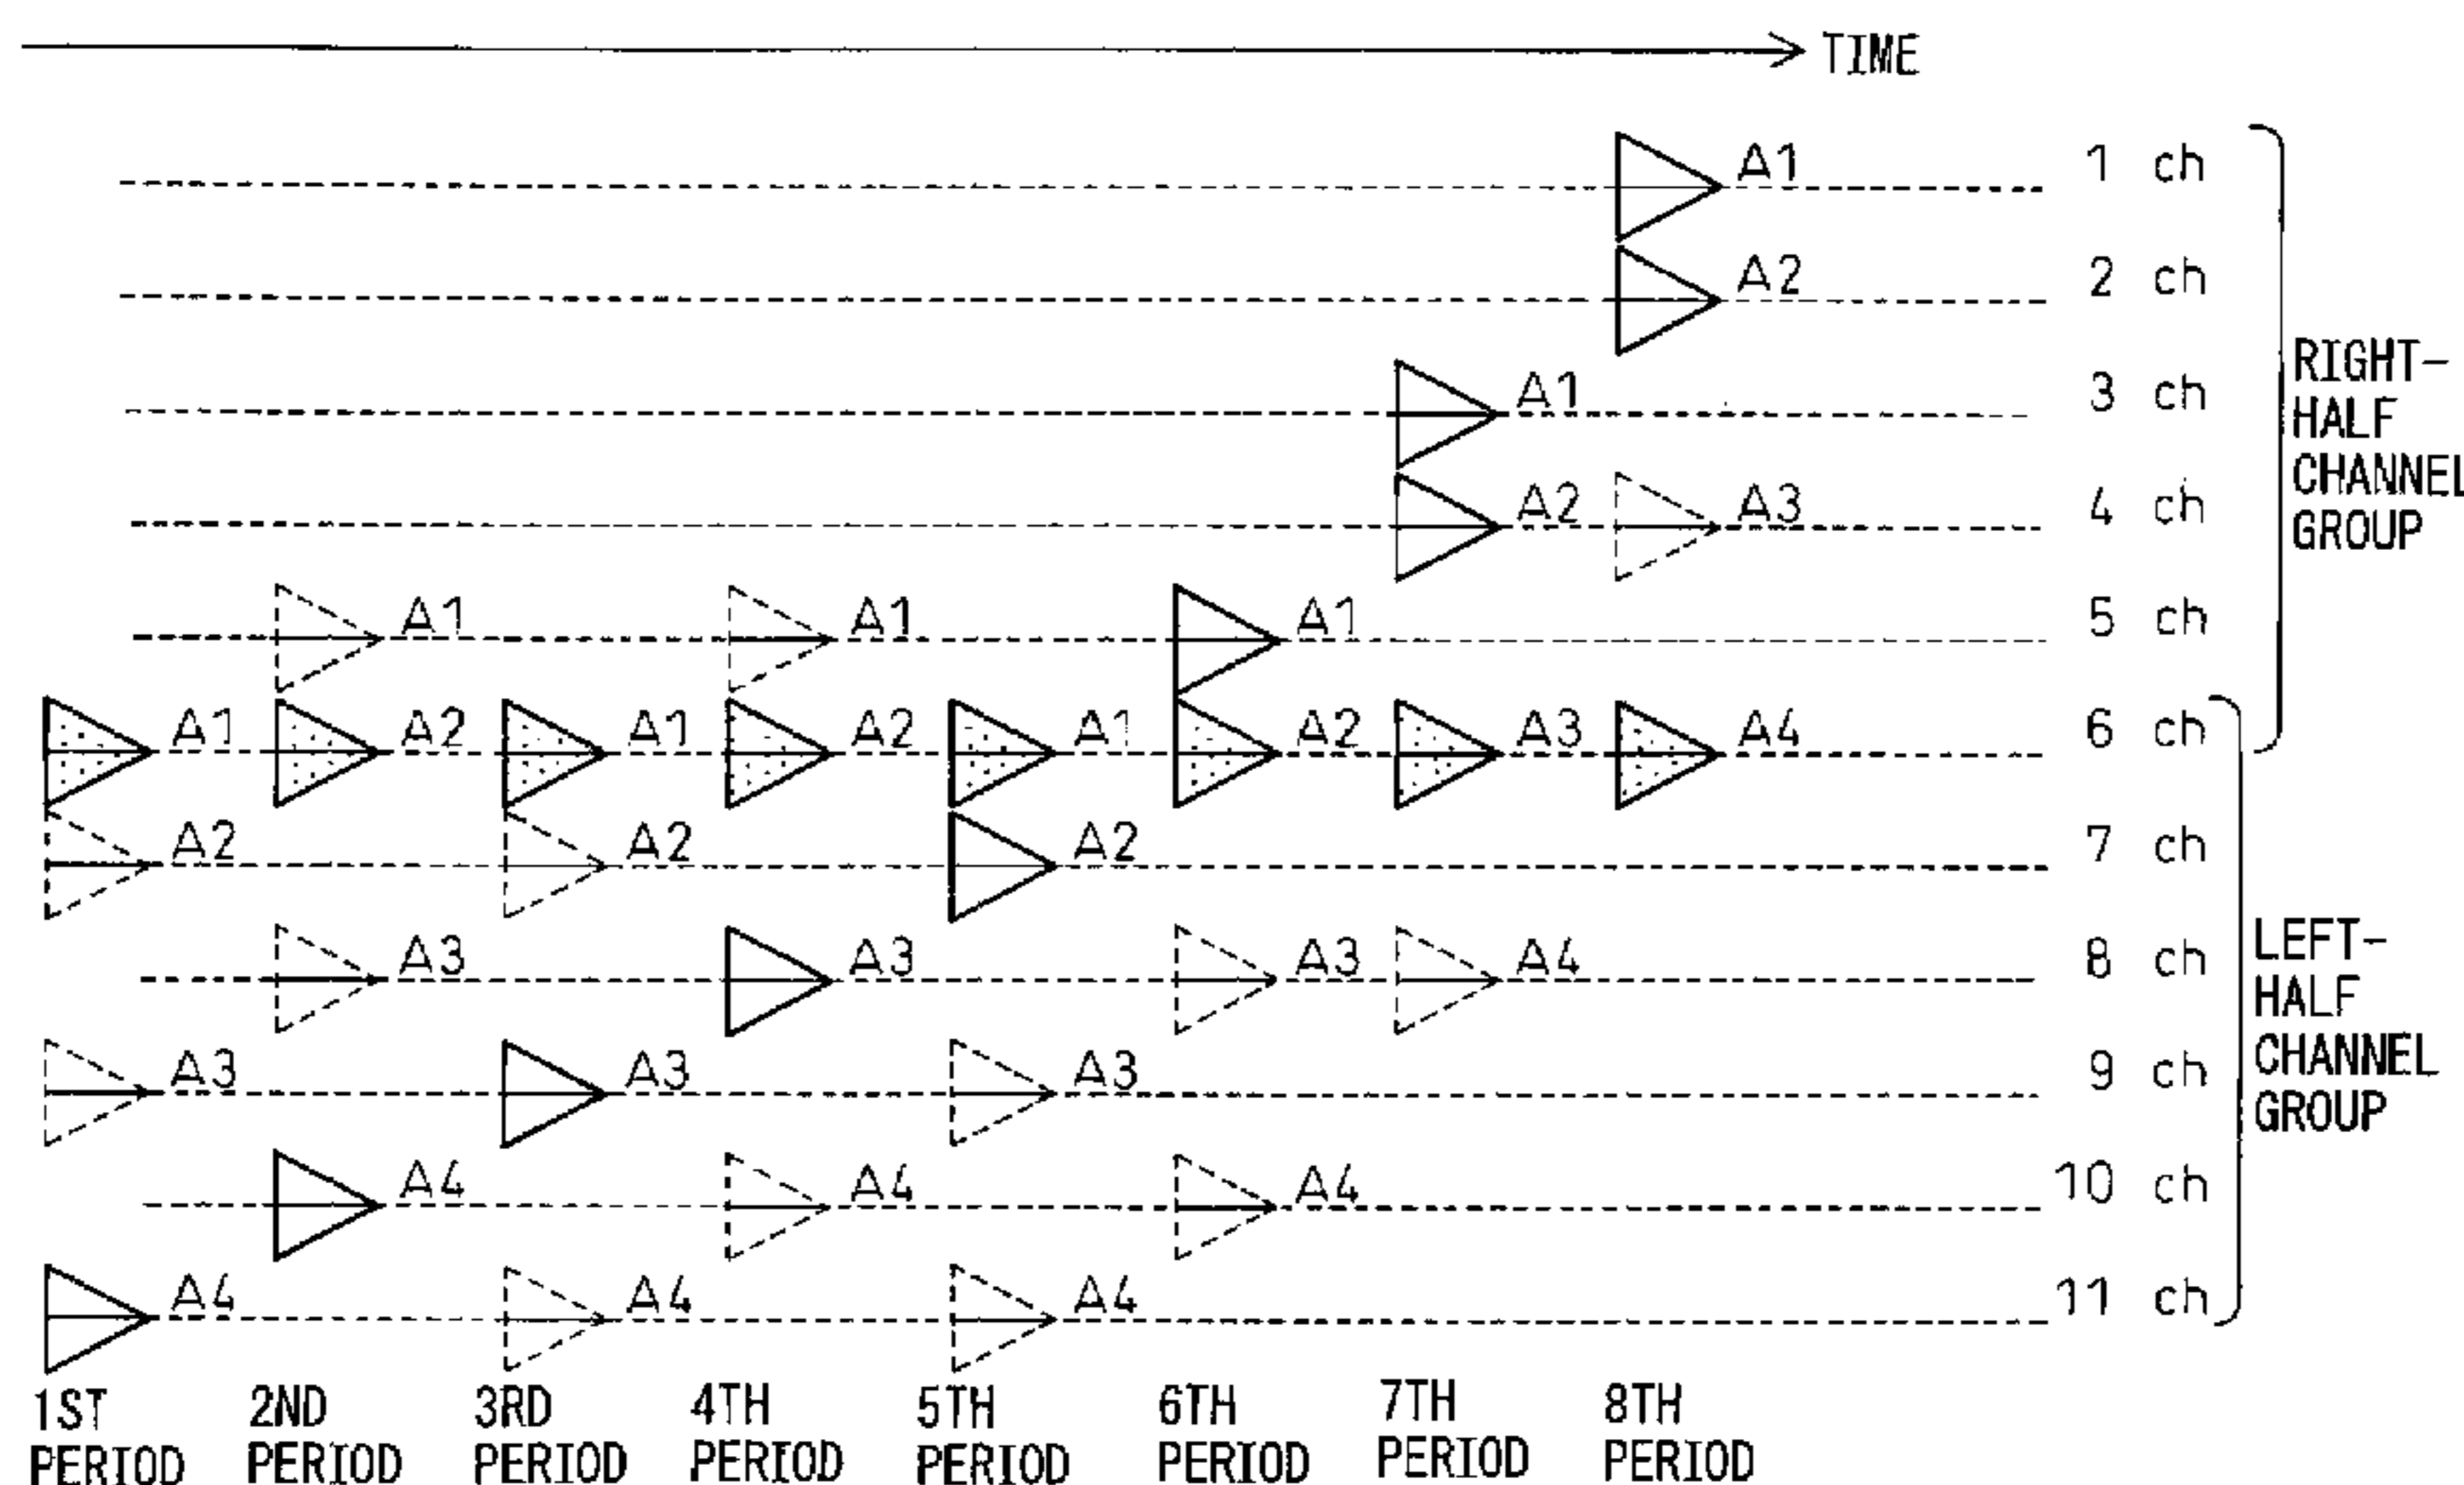 TIME
A1 1 ch
A2 2 ch
A1 3 ch
A2 A3 4 ch
A1 A1 A1 5 ch
A1 A2 A1 A2 A1 A2 A3 A4 6 ch
A2 A2 A2 7 ch
A3 A3 A3 A4 8 ch
A3 A3 A3 9 ch
A4 A4 A4 10 ch
A4 A4 A4 11 ch
RIGHT-
HALF
CHANNEL
GROUP
LEFT-
HALF
CHANNEL
GROUP
1ST PERIOD
2ND PERIOD
3RD PERIOD
4TH PERIOD
5TH PERIOD
6TH PERIOD
7TH PERIOD
8TH PERIOD